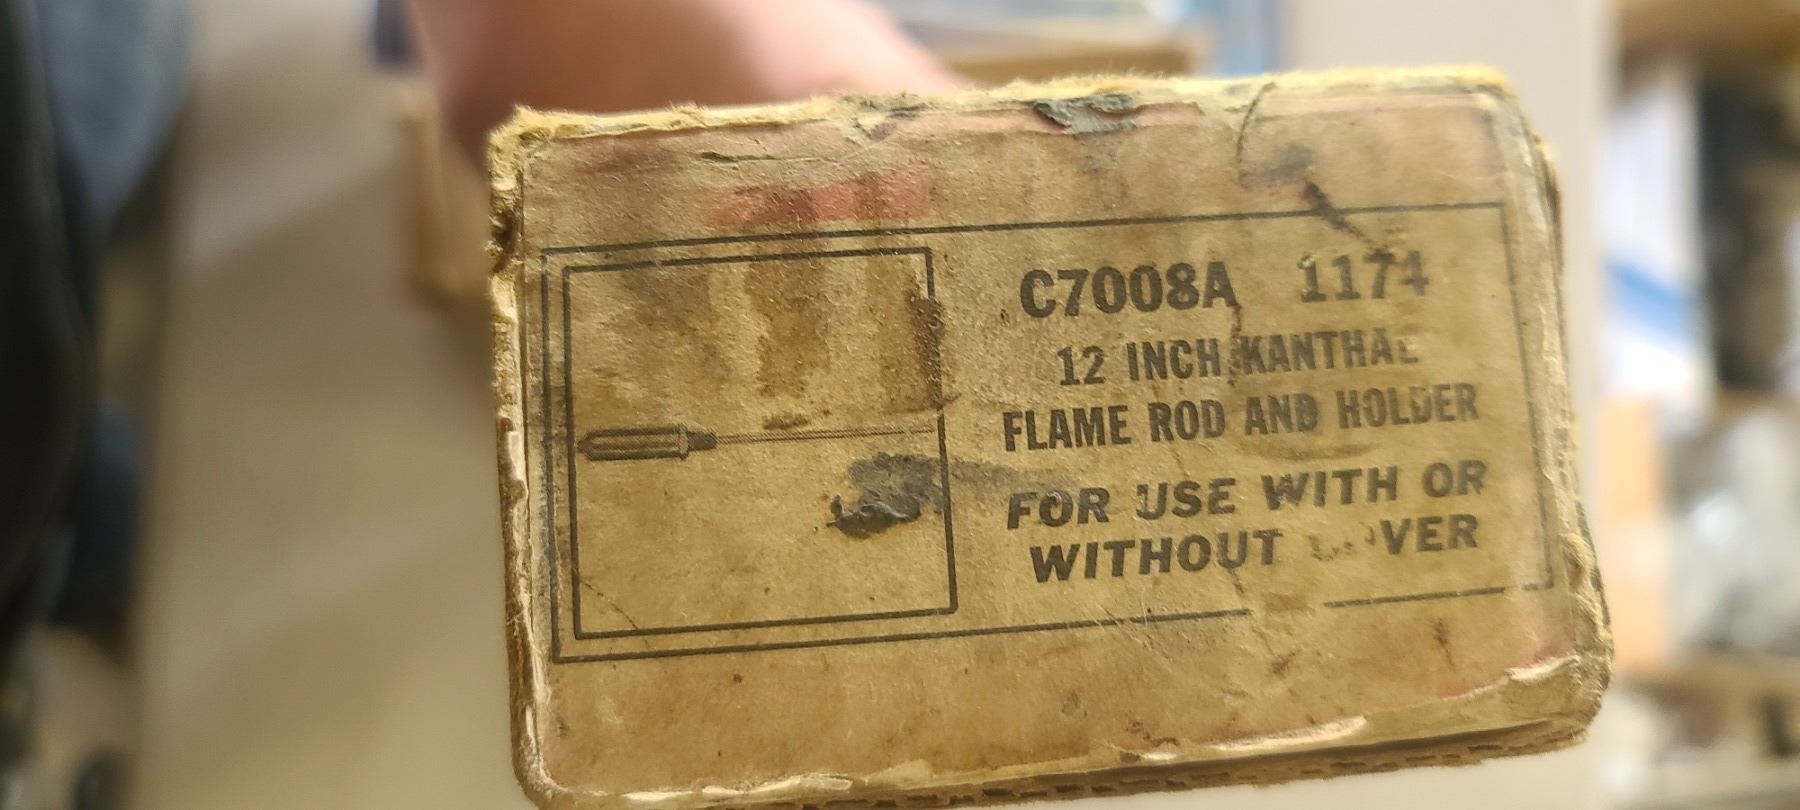 C7008A 1174
12 INCH KANTHAL
FLAME ROD AND HOLDER
FOR USE WITH OR
WITHOUT